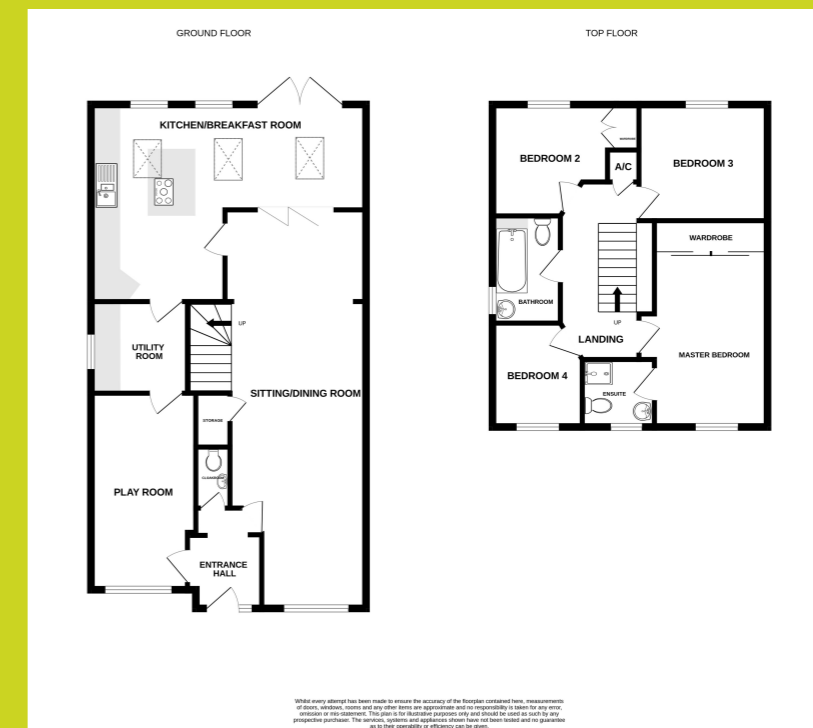 GROUND FLOOR
TOP FLOOR
KITCHEN/BREAKFAST ROOM
UP
UTILITY
ROOM
SITTING/DINING ROOM
STORAGE
CLOAKROOM
PLAY ROOM
ENTRANCE
HALL
BEDROOM 2
WARDROBE
A/C
BEDROOM 3
WARDROBE
BATHROOM
UP
LANDING
MASTER BEDROOM
BEDROOM 4
ENSUITE
Whilst every attempt has been made to ensure the accuracy of the floorplan contained here, measurements
of doors, windows, rooms and any other items are approximate and no responsibility is taken for any error,
omission or mis-statement. This plan is for illustrative purposes only and should be used as such by any
prospective purchaser. The services, systems and appliances shown have not been tested and no guarantee
as to their operability or efficiency can be given.